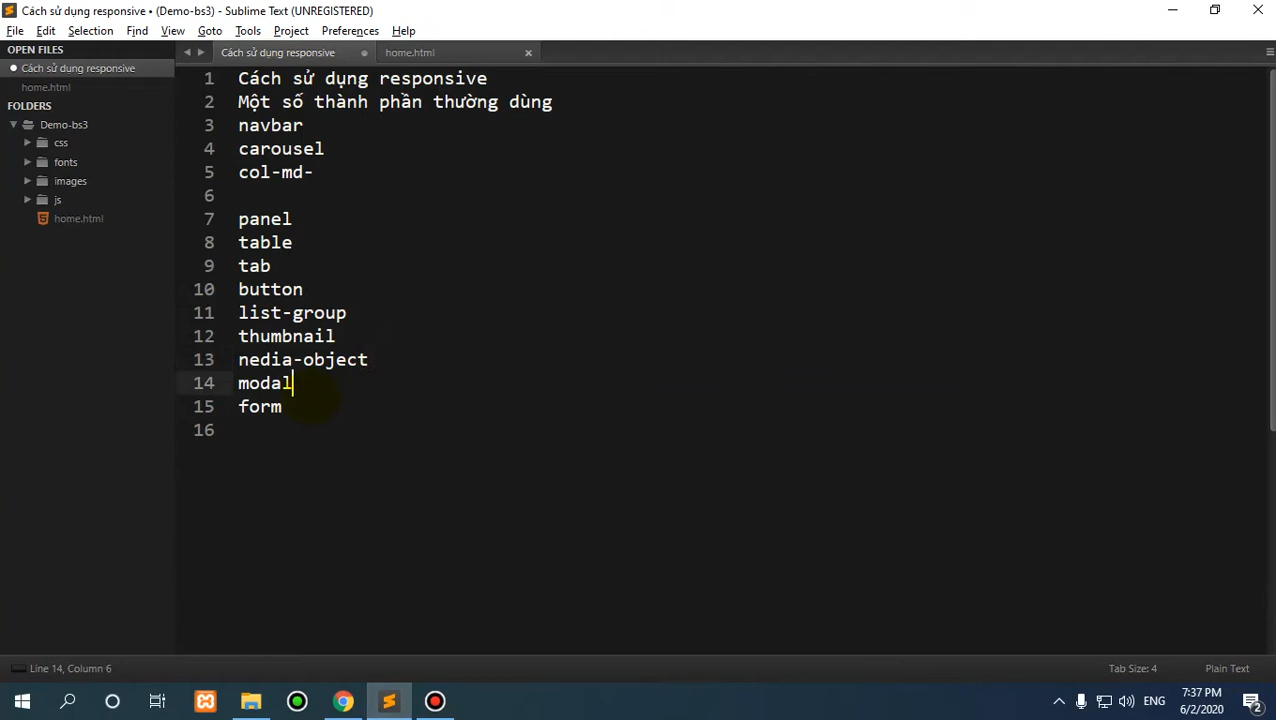 Cách sử dụng responsive • (Demo-bs3) - Sublime Text (UNREGISTERED)
File Edit Selection Find View Goto Tools Project Preferences Help
OPEN FILES
Cách sử dụng responsive
home.html
FOLDERS
Demo-bs3
css
fonts
images
js
home.html
Cách sử dụng responsive
home.html
1 Cách sử dụng responsive
2 Một số thành phần thường dùng
3 navbar
4 carousel
5 col-md-
6
7 panel
8 table
9 tab
10 button
11 list-group
12 thumbnail
13 nedia-object
14 modal
15 form
16
Line 14, Column 6
Tab Size: 4
Plain Text
ENG
7:37 PM
6/2/2020
2